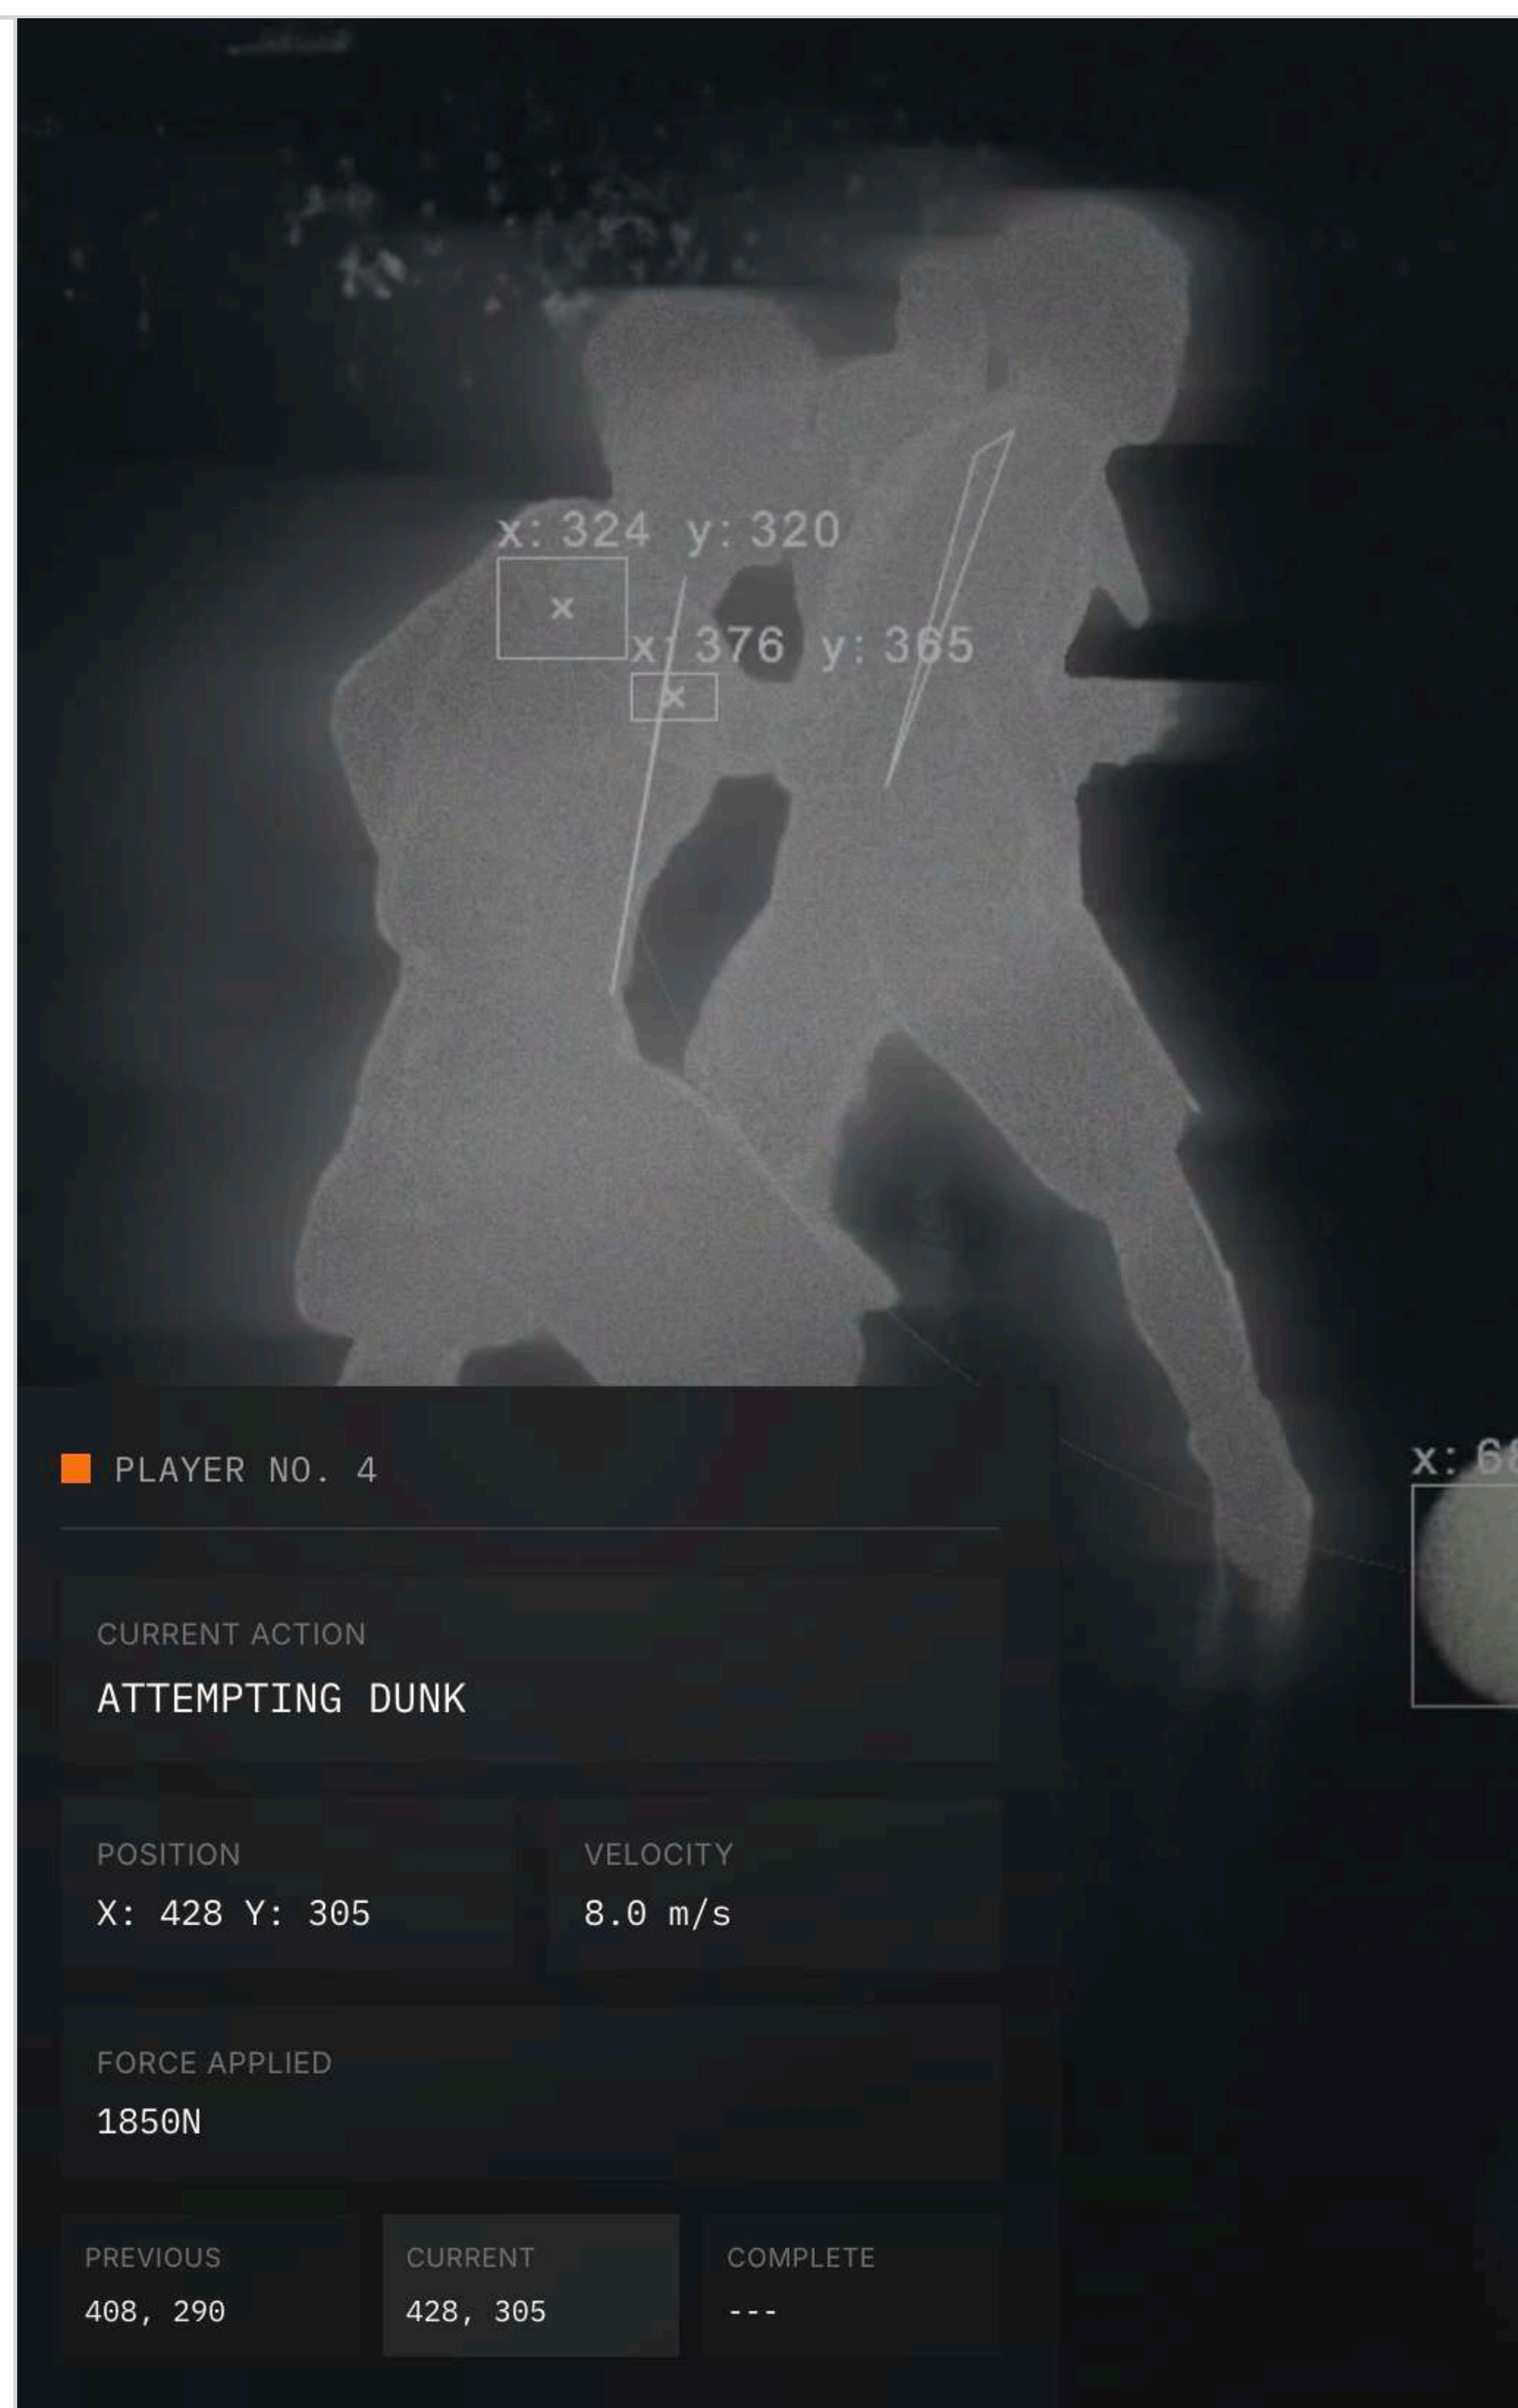 x: 324 y: 320
x: 376 y: 365
PLAYER NO. 4
x:
CURRENT ACTION
ATTEMPTING DUNK
POSITION
VELOCITY
X: 428 Y: 305
8.0 m/s
FORCE APPLIED
1850N
PREVIOUS
CURRENT
COMPLETE
408, 290
428, 305
---